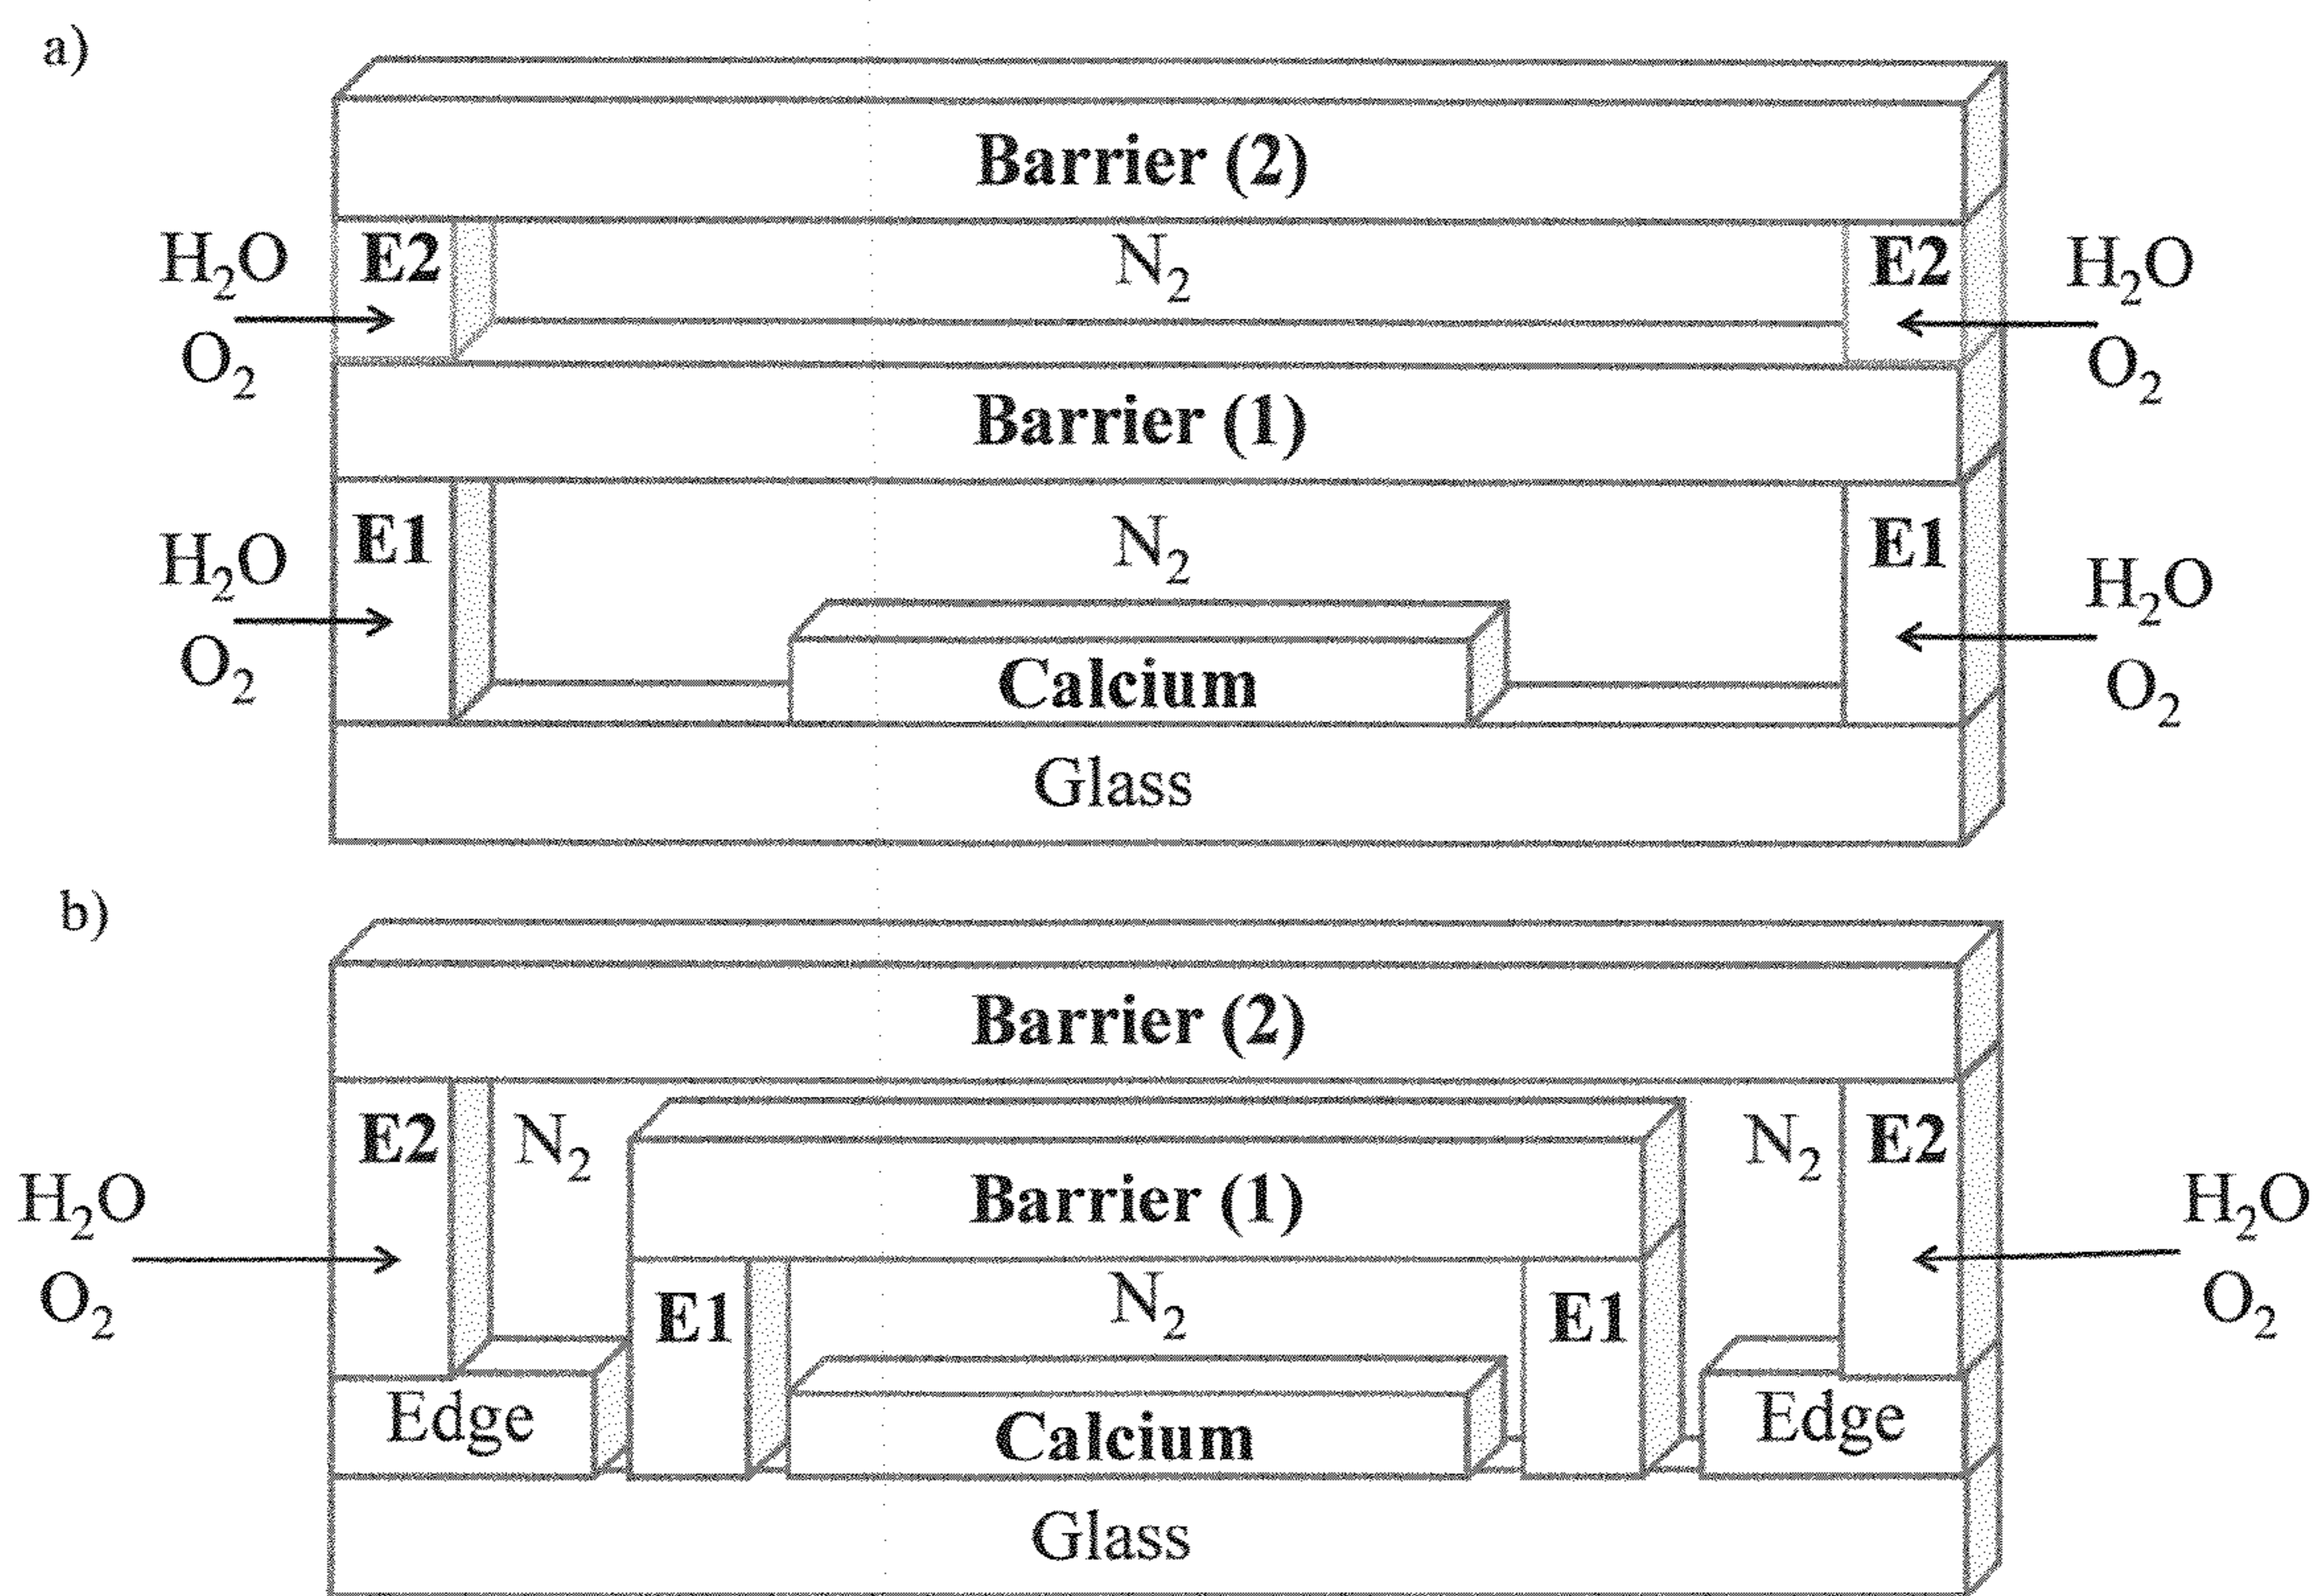 a)
Barrier (2)
H₂O E2 N₂ E2 H₂O
O₂ O₂
Barrier (1)
E1 N₂ E1
H₂O H₂O
O₂ O₂
Calcium
Glass
b)
Barrier (2)
E2 N₂ N₂ E2
H₂O Barrier (1) H₂O
O₂ E1 N₂ E1 O₂
Edge Calcium Edge
Glass